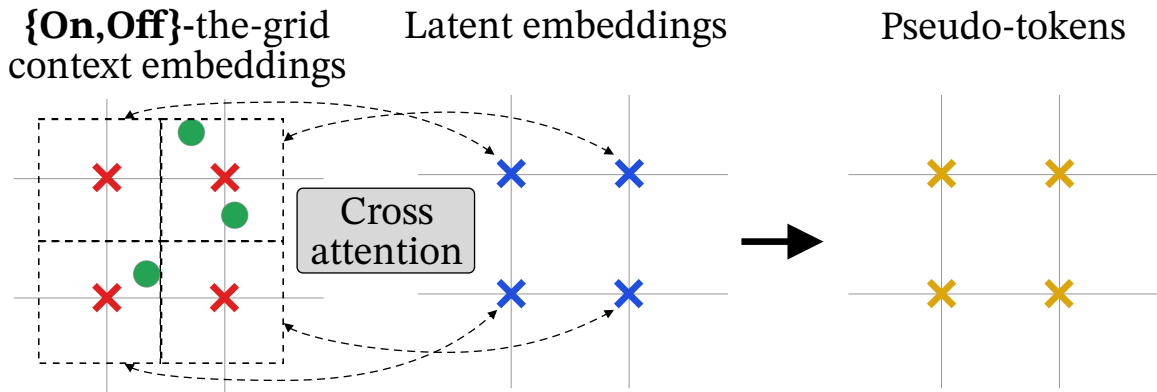 {On,Off}-the-grid
context embeddings
Latent embeddings
Pseudo-tokens
Cross
attention